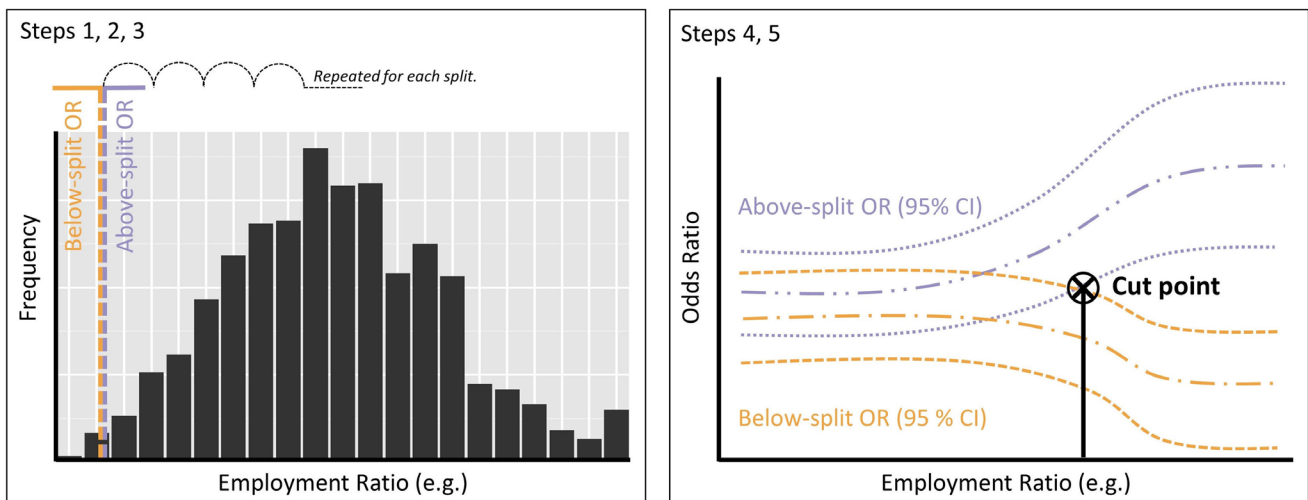 Steps 1, 2, 3
Repeated for each split.
Below-split OR
Above-split OR
Frequency
Employment Ratio (e.g.)
Steps 4, 5
Above-split OR (95% CI)
Odds Ratio
Cut point
Below-split OR (95 % CI)
Employment Ratio (e.g.)